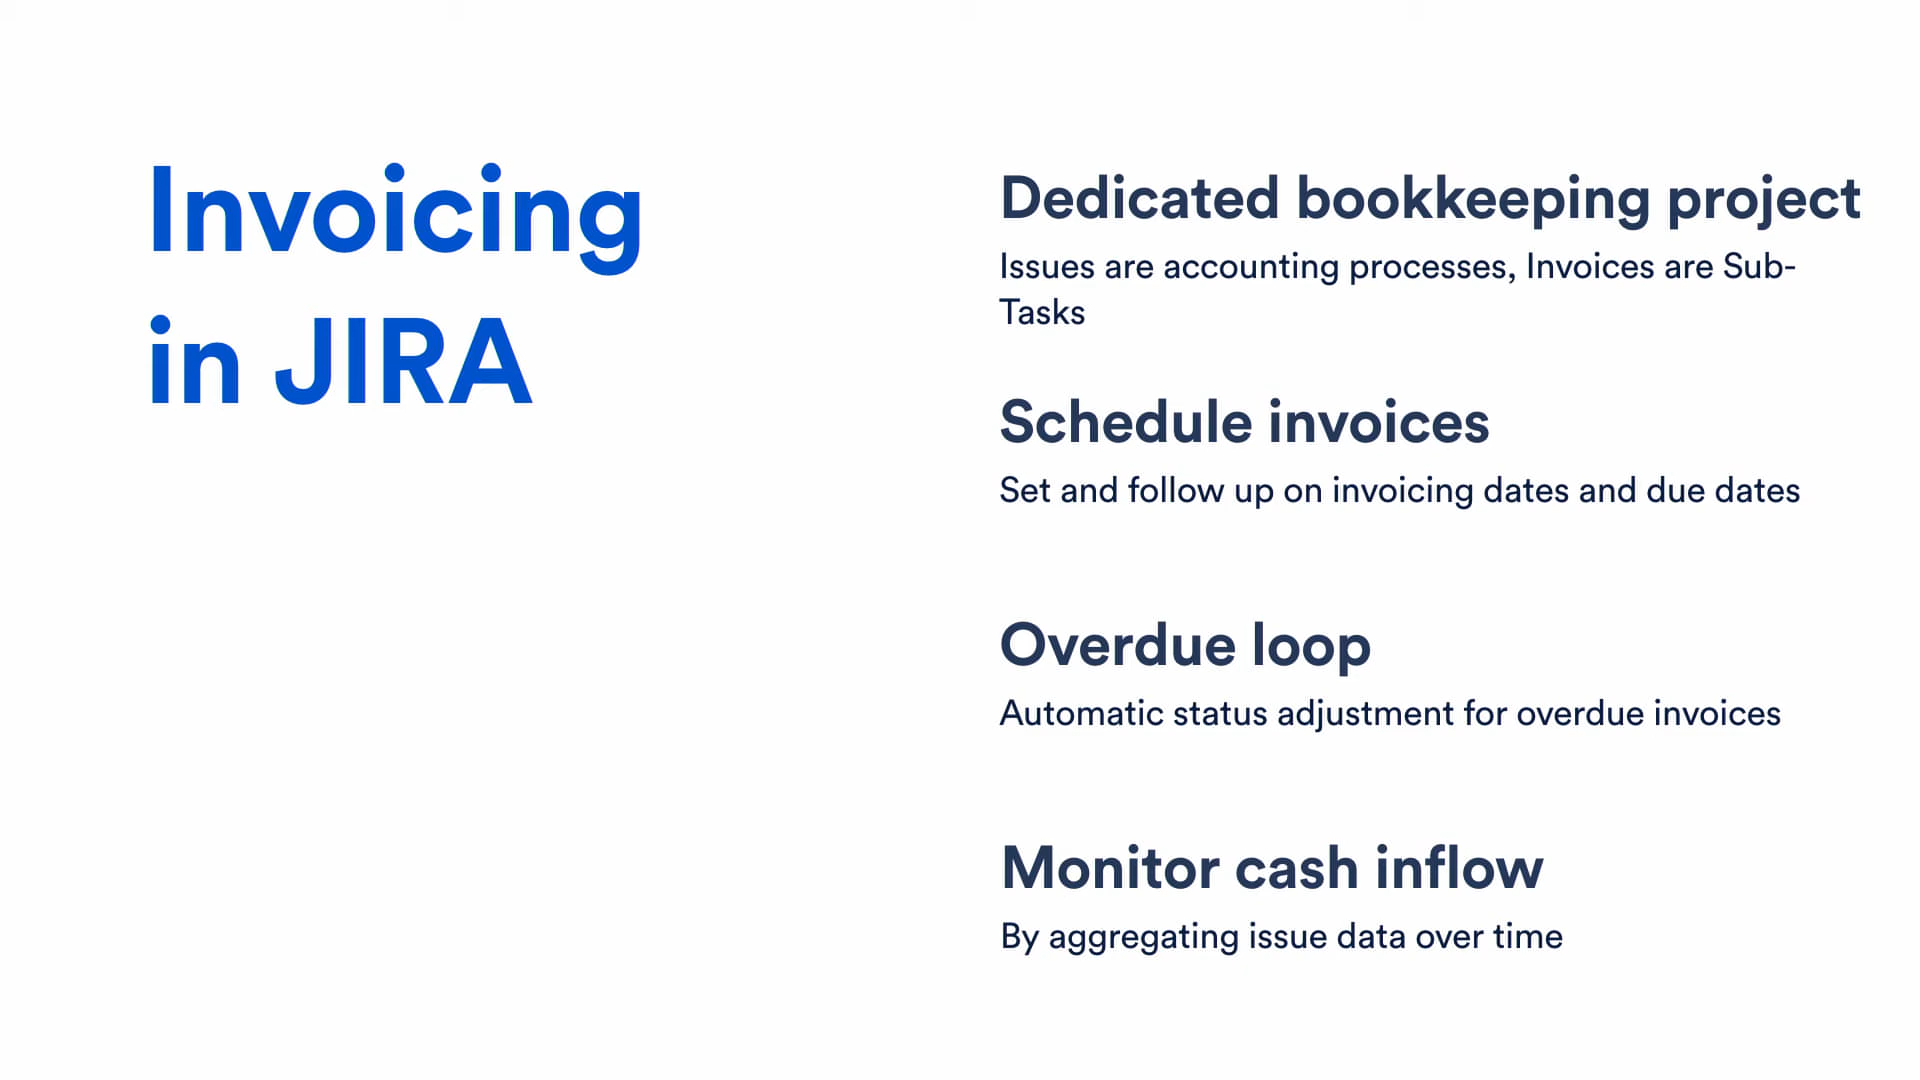 Invoicing
in JIRA
Dedicated bookkeeping project
Issues are accounting processes, Invoices are Sub-
Tasks
Schedule invoices
Set and follow up on invoicing dates and due dates
Overdue loop
Automatic status adjustment for overdue invoices
Monitor cash inflow
By aggregating issue data over time